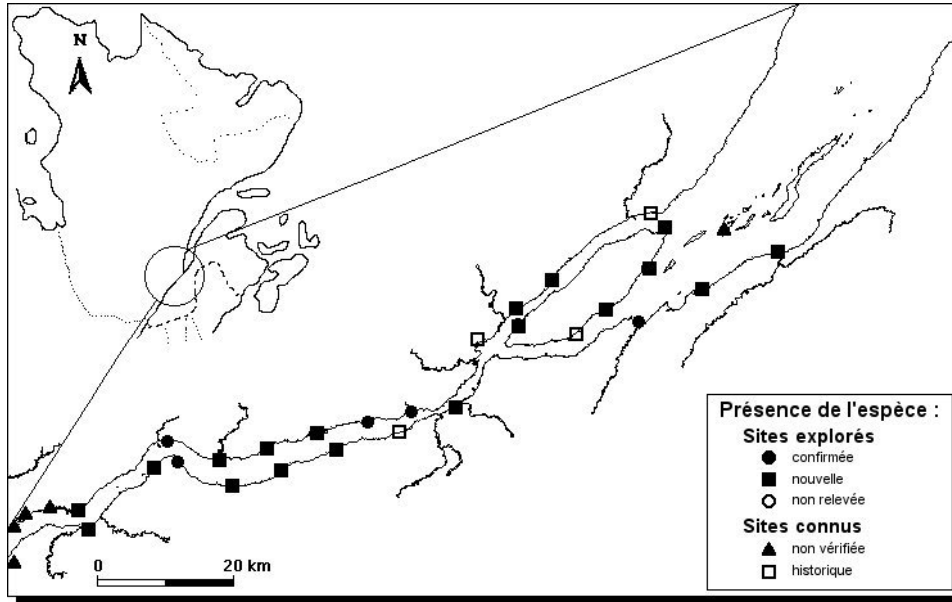 N
Présence de l'espèce :
Sites explorés
confirmée
nouvelle
non relevée
Sites connus
non vérifiée
historique
0 20 km